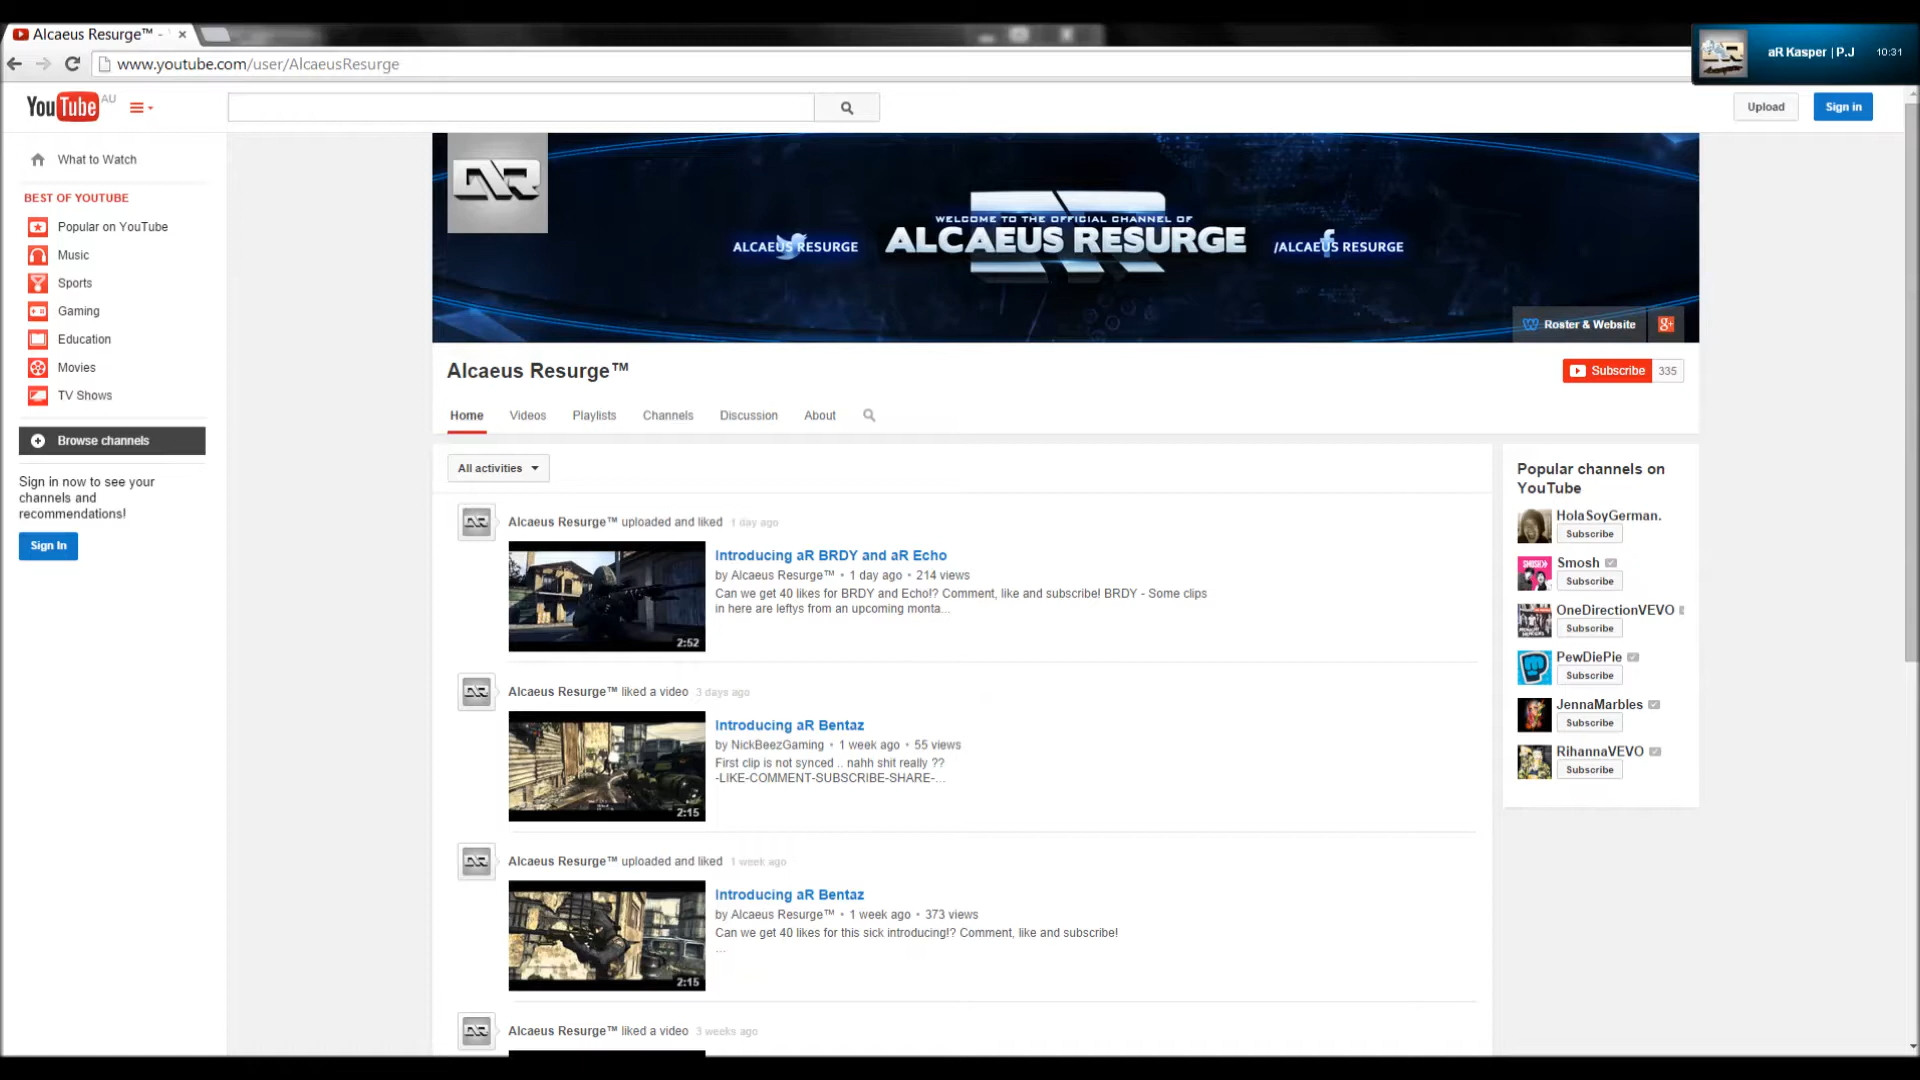 Alcaeus Resurge™ -
aR Kasper | P.J
10:31
www.youtube.com/user/AlcaeusResurge
YouTube AU
Upload
Sign in
What to Watch
BEST OF YOUTUBE
Popular on YouTube
Music
Sports
Gaming
Education
Movies
TV Shows
Browse channels
Sign in now to see your
channels and
recommendations!
Sign In
AR
WELCOME TO THE OFFICIAL CHANNEL OF
ALCAEUS RESURGE
ALCAEUS RESURGE
/ALCAEUS RESURGE
Roster & Website
g+
Alcaeus Resurge™
Subscribe
335
Home
Videos
Playlists
Channels
Discussion
About
All activities
Alcaeus Resurge™ uploaded and liked 1 day ago
Introducing aR BRDY and aR Echo
by Alcaeus Resurge™ • 1 day ago • 214 views
Can we get 40 likes for BRDY and Echo!? Comment, like and subscribe! BRDY - Some clips
in here are leftys from an upcoming monta...
2:52
Alcaeus Resurge™ liked a video 3 days ago
Introducing aR Bentaz
by NickBeezGaming • 1 week ago • 55 views
First clip is not synced .. nahh shit really ??
-LIKE-COMMENT-SUBSCRIBE-SHARE-...
2:15
Alcaeus Resurge™ uploaded and liked 1 week ago
Introducing aR Bentaz
by Alcaeus Resurge™ • 1 week ago • 373 views
Can we get 40 likes for this sick introducing!? Comment, like and subscribe!
...
2:15
Alcaeus Resurge™ liked a video 3 weeks ago
Popular channels on
YouTube
HolaSoyGerman.
Subscribe
Smosh
Subscribe
OneDirectionVEVO
Subscribe
PewDiePie
Subscribe
JennaMarbles
Subscribe
RihannaVEVO
Subscribe